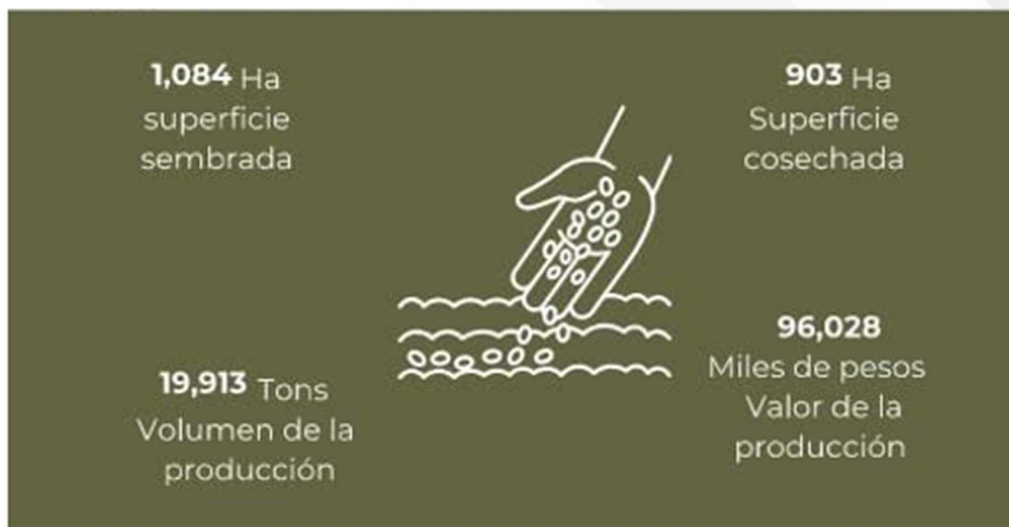 1,084 Ha
superficie
sembrada
903 Ha
Superficie
cosechada
19,913 Tons
Volumen de la
producción
96,028
Miles de pesos
Valor de la
producción